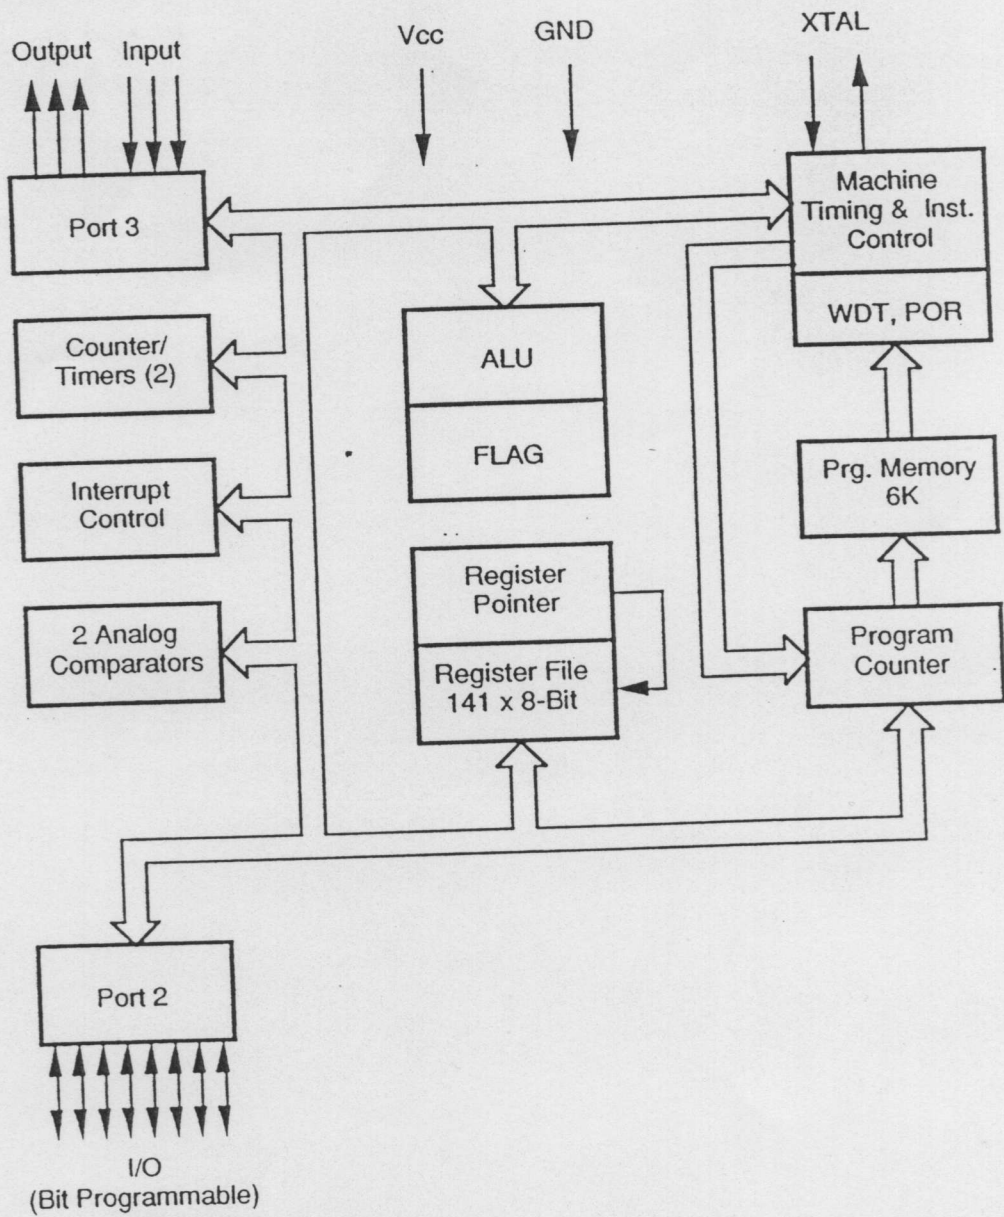 Output
Input
Vcc
GND
XTAL
Port 3
Machine
Timing & Inst.
Control
WDT, POR
Counter/
Timers (2)
ALU
FLAG
Interrupt
Control
Prg. Memory
6K
Register
Pointer
2 Analog
Comparators
Register File
141 x 8-Bit
Program
Counter
Port 2
I/O
(Bit Programmable)